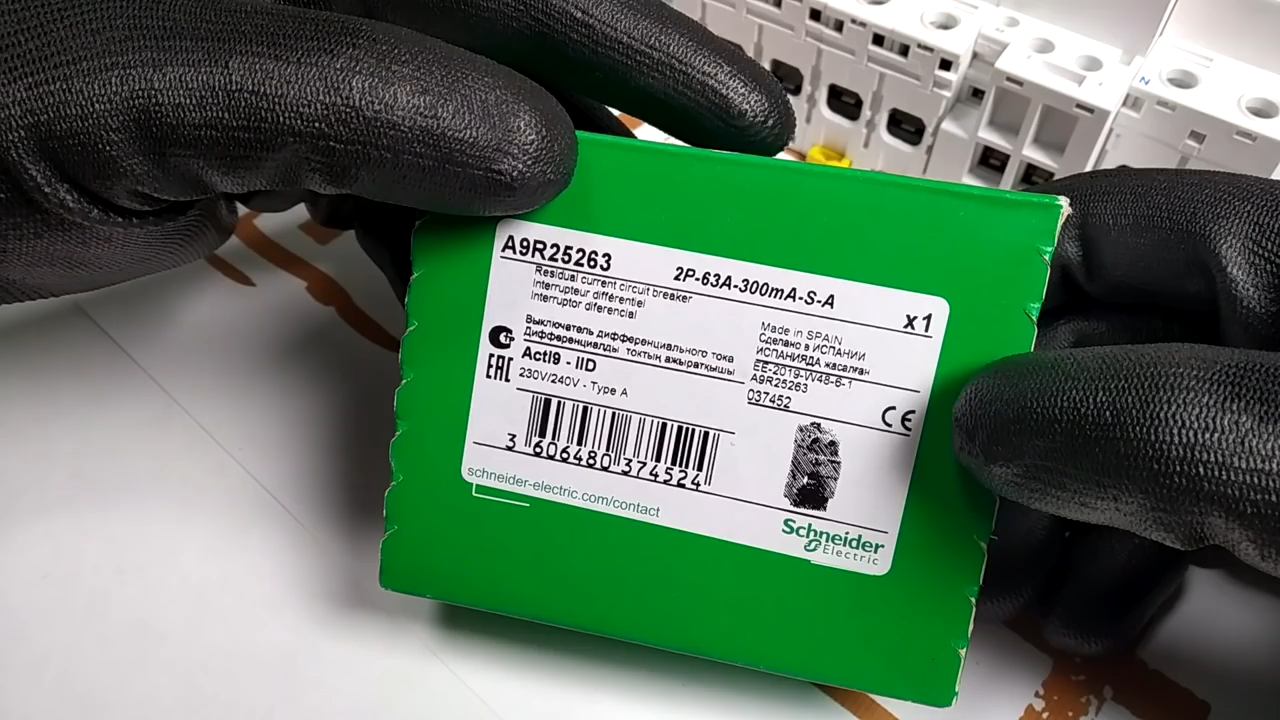 A9R25263
2P-63A-300mA-S-A
x1
Residual current circuit breaker
Interrupteur différentiel
Interruptor diferencial
Выключатель дифференциального тока
Дифференциалды токтың ажыратқышы
Made in SPAIN
Сделано в ИСПАНИИ
ИСПАНИЯДА жасалған
EAC
Acti9 - IID
230V/240V - Type A
EE-2019-W48-6-1
A9R25263
037452
CE
3 606480 374524
schneider-electric.com/contact
Schneider
Electric
N